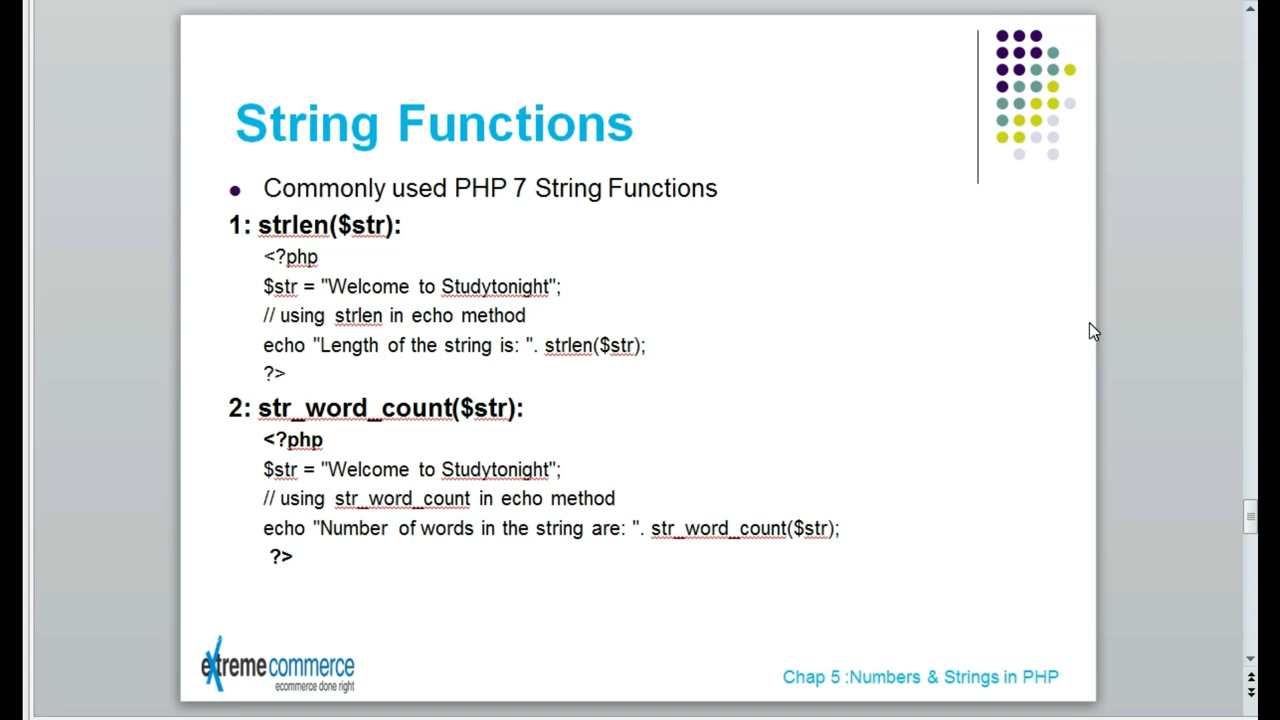 String Functions
Commonly used PHP 7 String Functions
1: strlen($str):
<?php
$str = "Welcome to Studytonight";
// using strlen in echo method
echo "Length of the string is: ". strlen($str);
?>
2: str_word_count($str):
<?php
$str = "Welcome to Studytonight";
// using str_word_count in echo method
echo "Number of words in the string are: ". str_word_count($str);
?>
extreme commerce
ecommerce done right
Chap 5 :Numbers & Strings in PHP